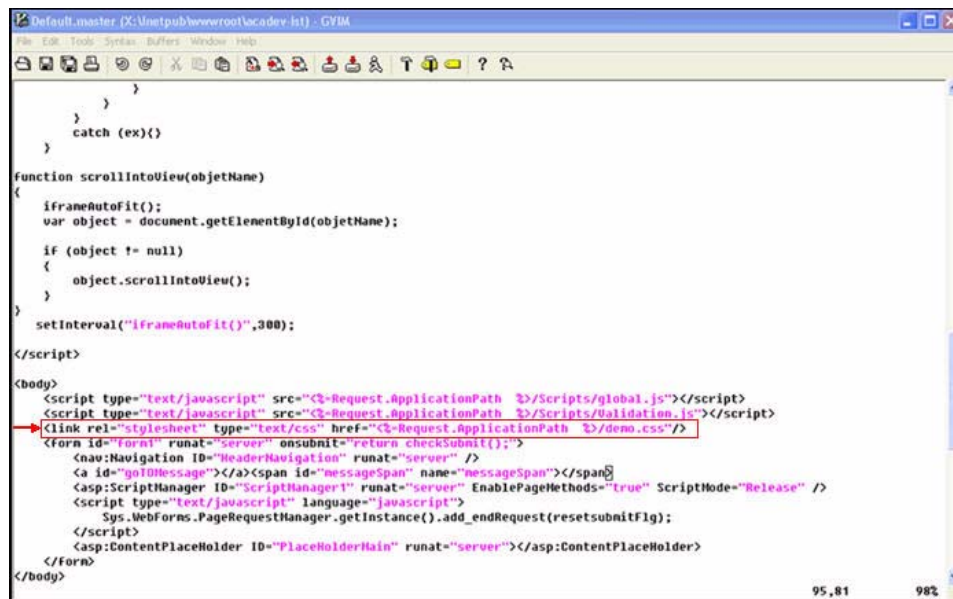 Default.master (X:\Inetpub\wwwroot\acadev-lst) - GVIM
File Edit Tools Syntax Buffers Window Help
}
}
}
catch (ex){}
}
function scrollIntoView(objetName)
{
iframeAutoFit();
var object = document.getElementById(objetName);
if (object != null)
{
object.scrollIntoView();
}
}
setInterval("iframeAutoFit()",300);
</script>
<body>
<script type="text/javascript" src="<%=Request.ApplicationPath %>/Scripts/global.js"></script>
<script type="text/javascript" src="<%=Request.ApplicationPath %>/Scripts/Validation.js"></script>
<link rel="stylesheet" type="text/css" href="<%=Request.ApplicationPath %>/demo.css"/>
<form id="form1" runat="server" onsubmit="return checkSubmit();">
<nav:Navigation ID="HeaderNavigation" runat="server" />
<a id="goTOMessage"></a><span id="messageSpan" name="messageSpan"></span>
<asp:ScriptManager ID="ScriptManager1" runat="server" EnablePageMethods="true" ScriptMode="Release" />
<script type="text/javascript" language="javascript">
Sys.WebForms.PageRequestManager.getInstance().add_endRequest(resetsubmitFlg);
</script>
<asp:ContentPlaceHolder ID="PlaceHolderMain" runat="server"></asp:ContentPlaceHolder>
</form>
</body>
95,81 98%